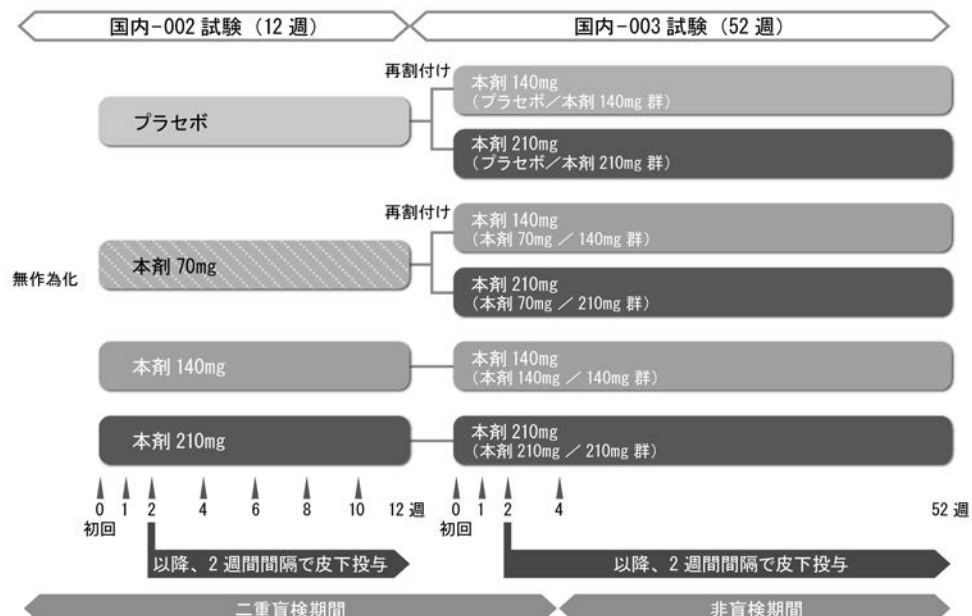 国内-002 試験（12 週）
国内-003 試験（52 週）
再割付け
プラセボ
本剤 140mg
（プラセボ／本剤 140mg 群）
本剤 210mg
（プラセボ／本剤 210mg 群）
再割付け
無作為化
本剤 70mg
本剤 140mg
（本剤 70mg ／ 140mg 群）
本剤 210mg
（本剤 70mg ／ 210mg 群）
本剤 140mg
本剤 140mg
（本剤 140mg ／ 140mg 群）
本剤 210mg
本剤 210mg
（本剤 210mg ／ 210mg 群）
0 1 2 4 6 8 10 12 週
初回
0 1 2 4 52 週
初回
以降、2 週間間隔で皮下投与
以降、2 週間間隔で皮下投与
二重盲検期間
非盲検期間